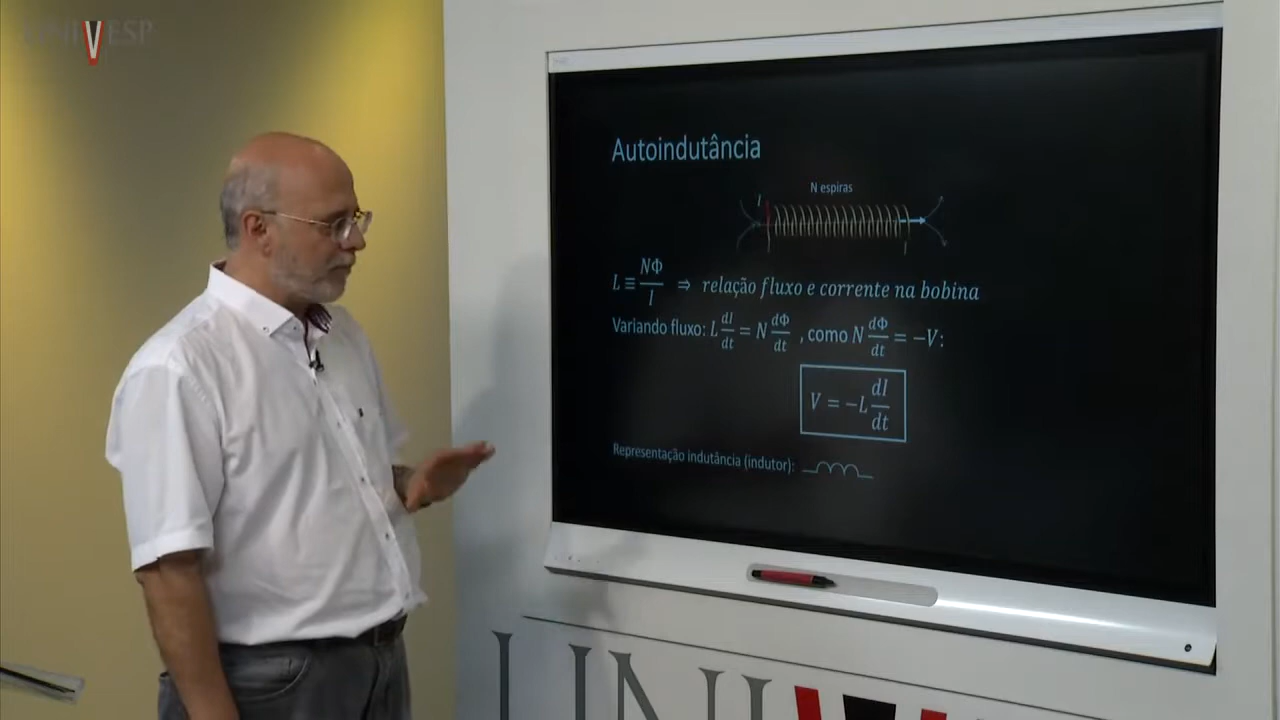 UNIVESP
Autoindutância
N espiras
I
L ≡ NΦ/I ⇒ relação fluxo e corrente na bobina
Variando fluxo: L dI/dt = N dΦ/dt , como N dΦ/dt = −V:
V = −L dI/dt
Representação indutância (indutor):
UNIV